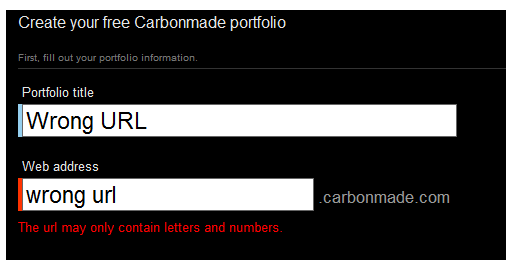 Create your free Carbonmade portfolio
First, fill out your portfolio information.
Portfolio title
Wrong URL
Web address
wrong url .carbonmade.com
The url may only contain letters and numbers.